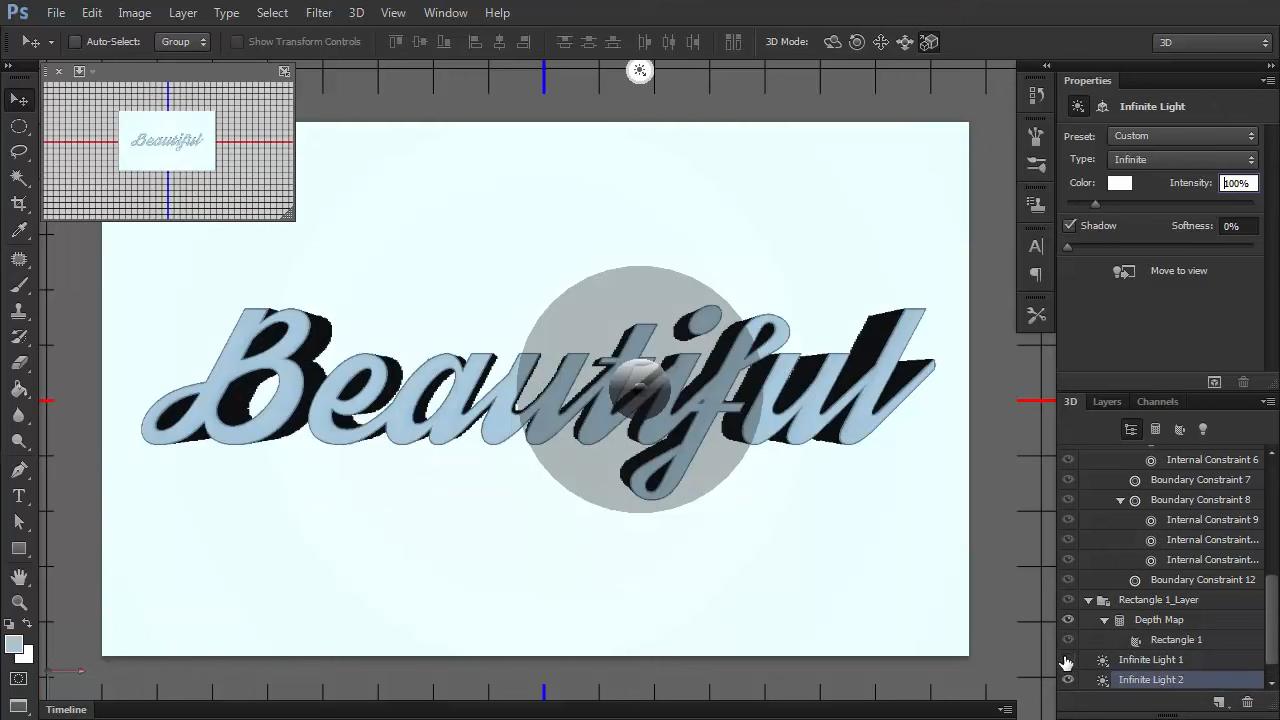 Ps File Edit Image Layer Type Select Filter 3D View Window Help
Auto-Select: Group Show Transform Controls 3D Mode: 3D
Beautiful
Beautiful
Properties
Infinite Light
Preset: Custom
Type: Infinite
Color: Intensity: 100%
Shadow Softness: 0%
Move to view
3D Layers Channels
Internal Constraint 6
Boundary Constraint 7
Boundary Constraint 8
Internal Constraint 9
Internal Constraint...
Internal Constraint...
Boundary Constraint 12
Rectangle 1_Layer
Depth Map
Rectangle 1
Infinite Light 1
Infinite Light 2
Timeline